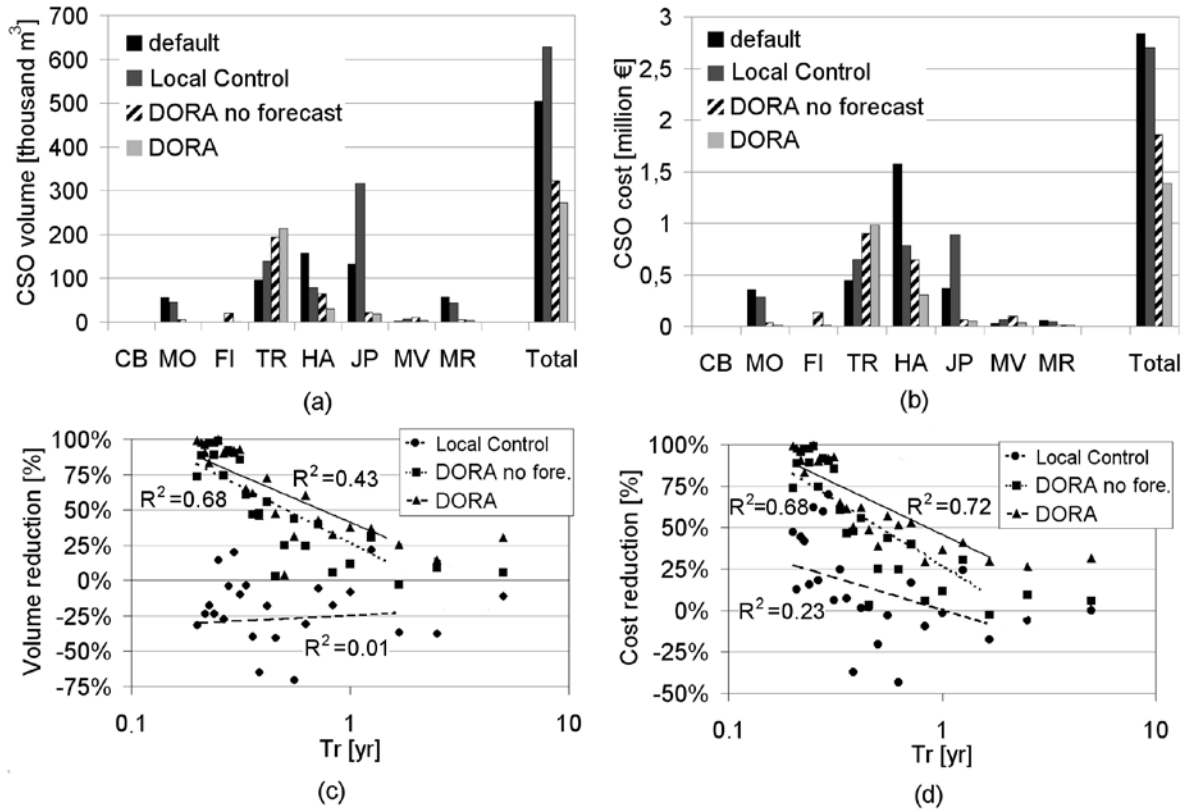 CSO volume [thousand m³]
700
600
500
400
300
200
100
0
default
Local Control
DORA no forecast
DORA
CB MO FI TR HA JP MV MR Total
(a)
CSO cost [million €]
3
2,5
2
1,5
1
0,5
0
default
Local Control
DORA no forecast
DORA
CB MO FI TR HA JP MV MR Total
(b)
Volume reduction [%]
100%
75%
50%
25%
0%
-25%
-50%
-75%
Local Control
DORA no fore.
DORA
R²=0.43
R²=0.68
R²=0.01
0.1 1 10
Tr [yr]
(c)
Cost reduction [%]
100%
75%
50%
25%
0%
-25%
-50%
Local Control
DORA no fore.
DORA
R²=0.68
R²=0.72
R²=0.23
0.1 1 10
Tr [yr]
(d)